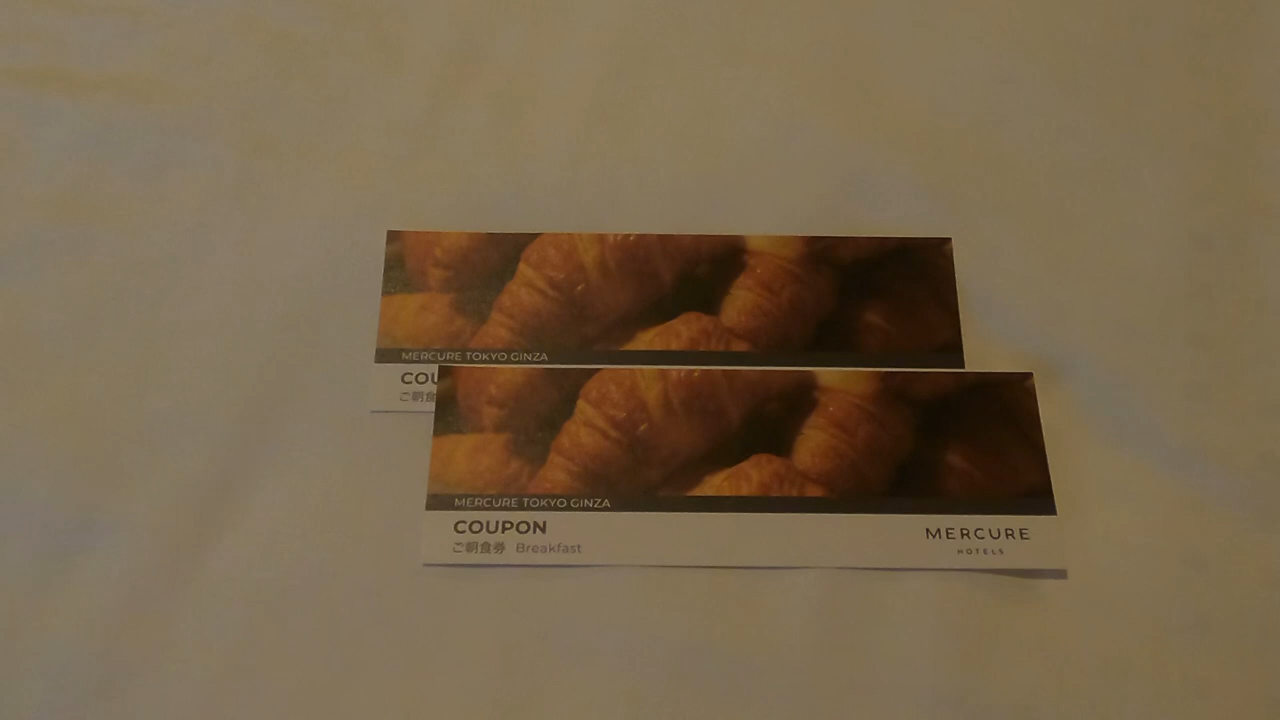 MERCURE TOKYO GINZA
COU
ご朝食
MERCURE TOKYO GINZA
COUPON
ご朝食券 Breakfast
MERCURE
HOTELS